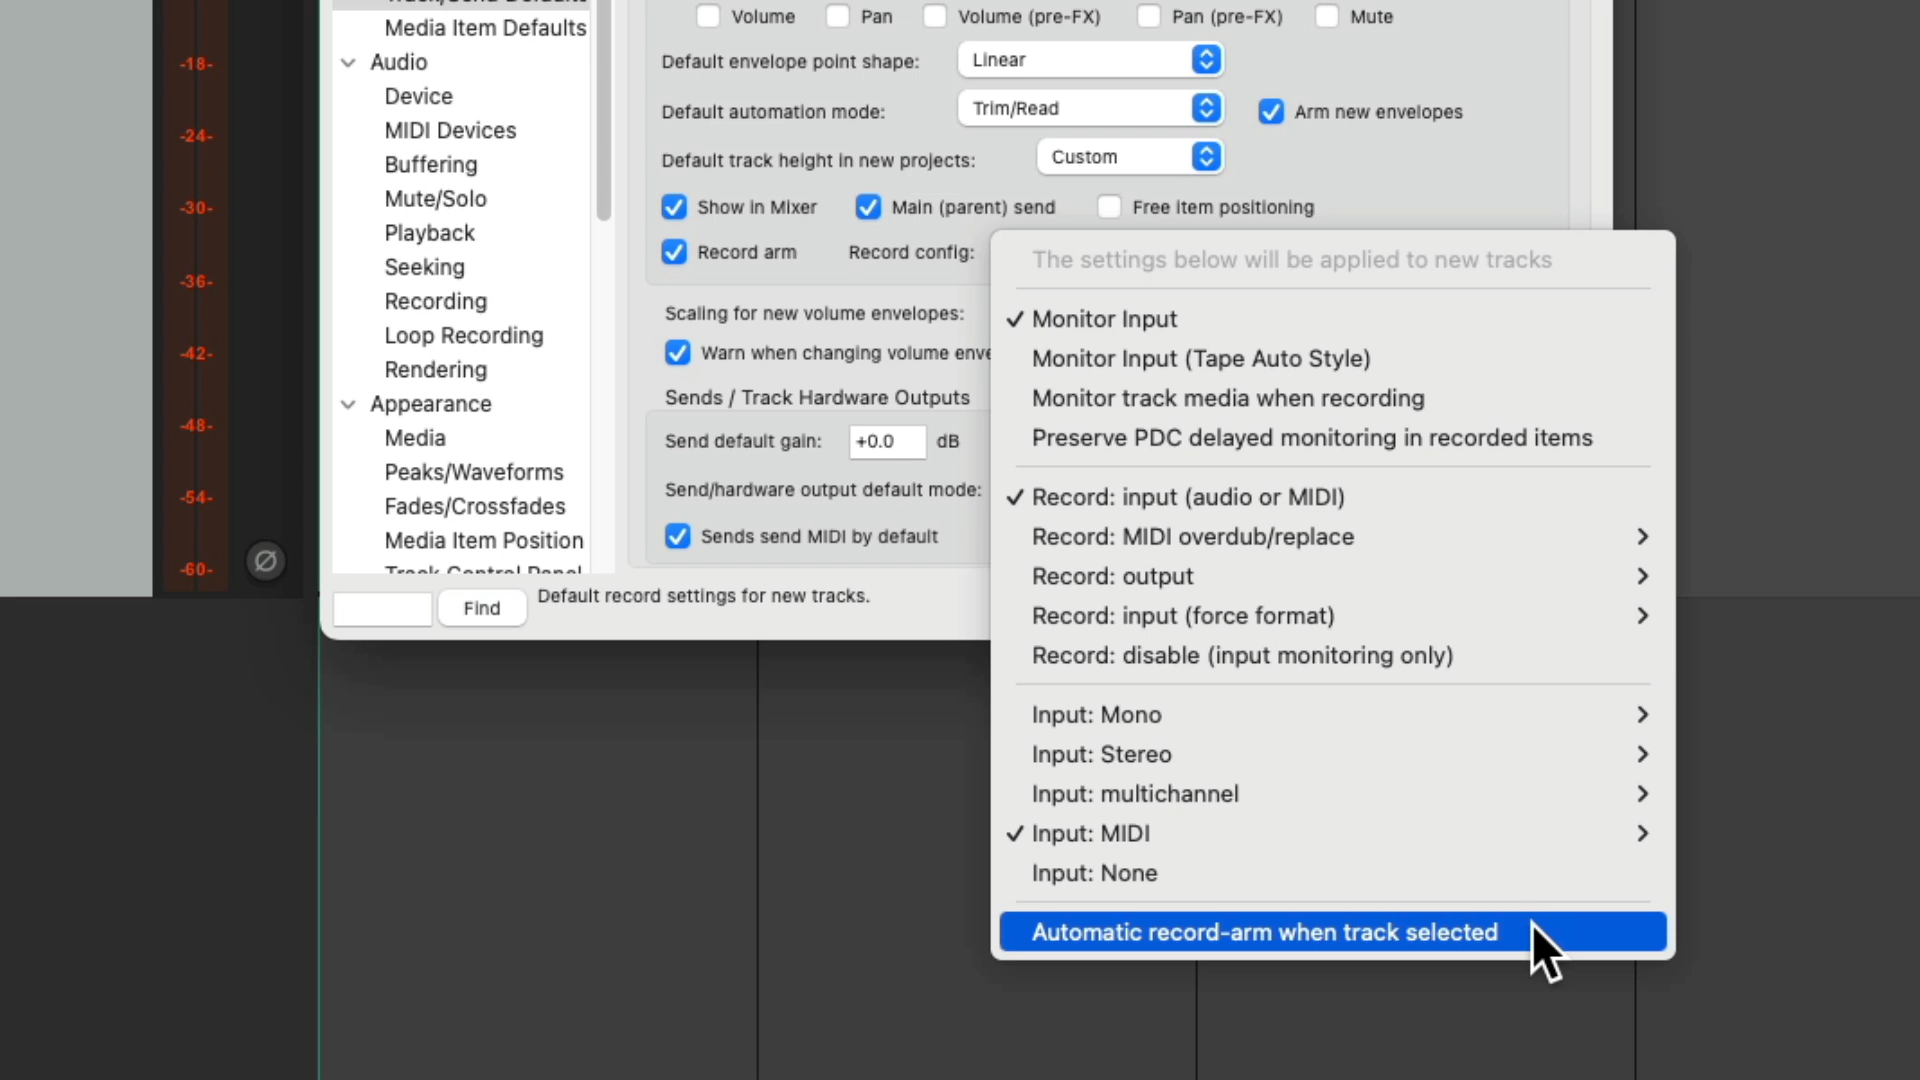 Media Item Defaults
Audio
Device
MIDI Devices
Buffering
Mute/Solo
Playback
Seeking
Recording
Loop Recording
Rendering
Appearance
Media
Peaks/Waveforms
Fades/Crossfades
Media Item Position
Track Control Panel
-18-
-24-
-30-
-36-
-42-
-48-
-54-
-60-
Volume Pan Volume (pre-FX) Pan (pre-FX) Mute
Default envelope point shape: Linear
Default automation mode: Trim/Read Arm new envelopes
Default track height in new projects: Custom
Show in Mixer Main (parent) send Free item positioning
Record arm Record config:
Scaling for new volume envelopes:
Warn when changing volume enve
Sends / Track Hardware Outputs
Send default gain: +0.0 dB
Send/hardware output default mode:
Sends send MIDI by default
Find Default record settings for new tracks.
The settings below will be applied to new tracks
✓ Monitor Input
Monitor Input (Tape Auto Style)
Monitor track media when recording
Preserve PDC delayed monitoring in recorded items
✓ Record: input (audio or MIDI)
Record: MIDI overdub/replace
Record: output
Record: input (force format)
Record: disable (input monitoring only)
Input: Mono
Input: Stereo
Input: multichannel
✓ Input: MIDI
Input: None
Automatic record-arm when track selected